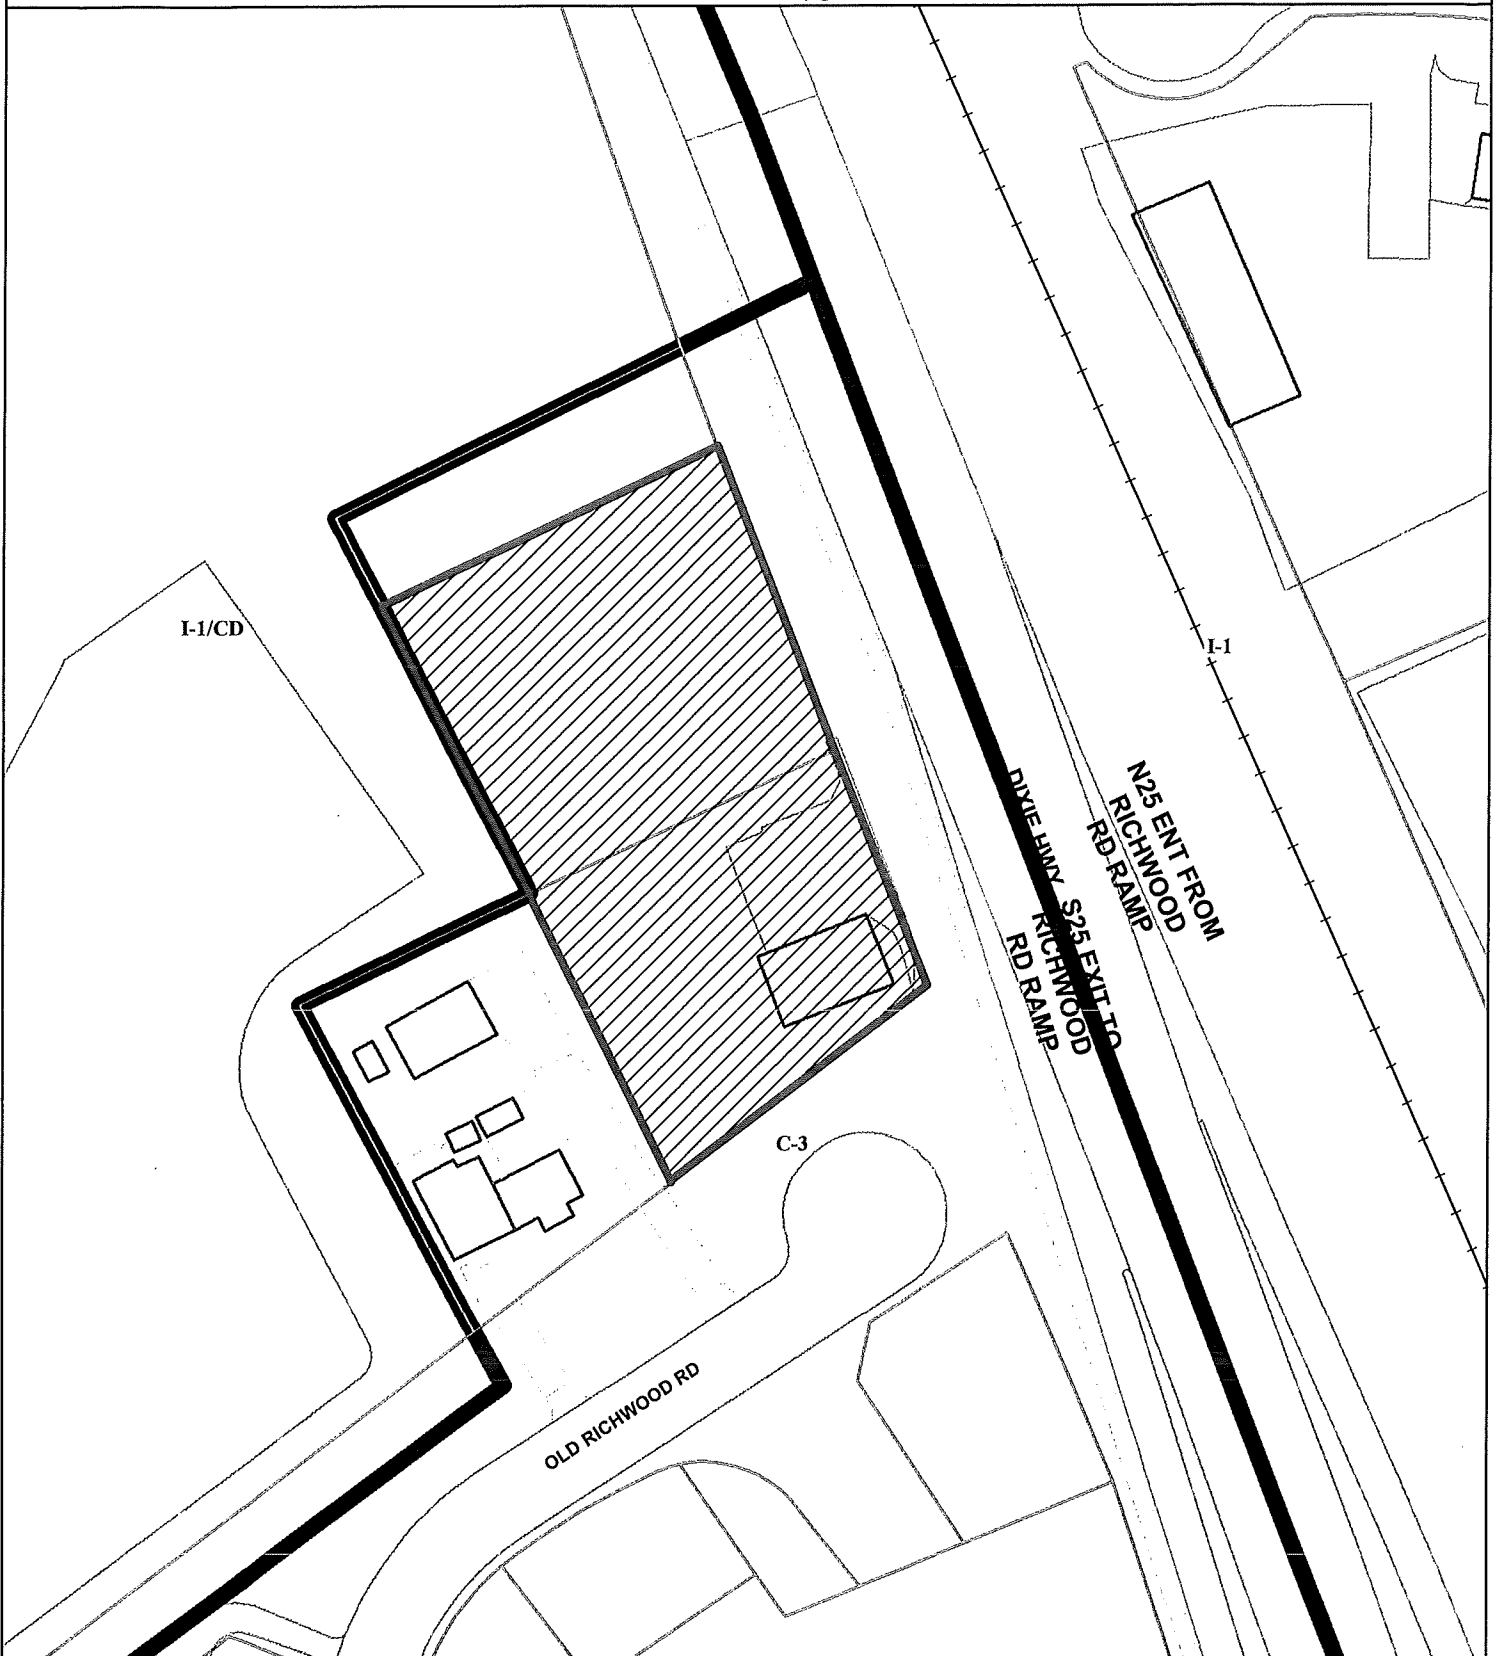 I-1/CD
I-1
DIXIE HWY
N25 ENT FROM
RICHWOOD
RD RAMP
S25 EXIT TO
RICHWOOD
RD RAMP
C-3
OLD RICHWOOD RD